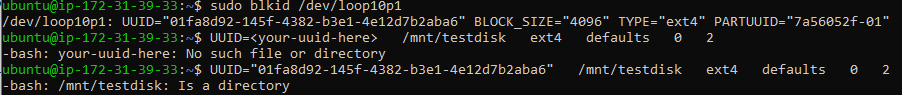 ubuntu@ip-172-31-39-33:~$ sudo blkid /dev/loop10p1
/dev/loop10p1: UUID="01fa8d92-145f-4382-b3e1-4e12d7b2aba6" BLOCK_SIZE="4096" TYPE="ext4" PARTUUID="7a56052f-01"
ubuntu@ip-172-31-39-33:~$ UUID=<your-uuid-here>   /mnt/testdisk   ext4   defaults   0   2
-bash: your-uuid-here: No such file or directory
ubuntu@ip-172-31-39-33:~$ UUID="01fa8d92-145f-4382-b3e1-4e12d7b2aba6"   /mnt/testdisk   ext4   defaults   0   2
-bash: /mnt/testdisk: Is a directory